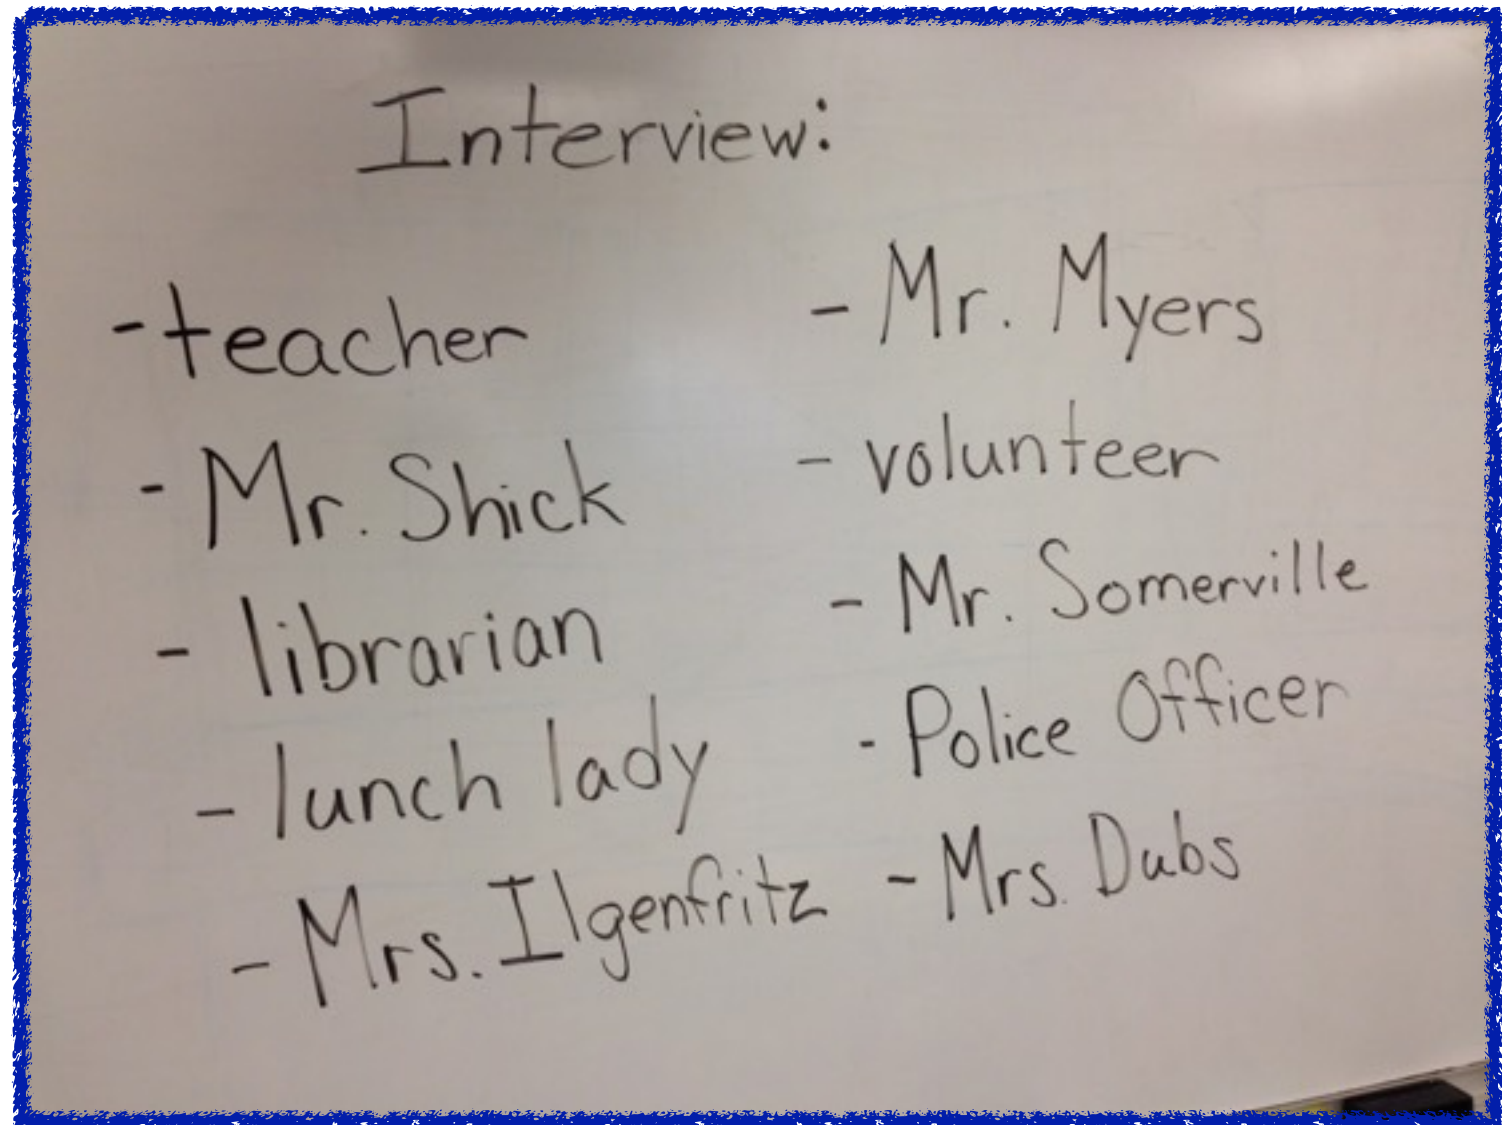 Interview:
-teacher
- Mr. Shick
- librarian
- lunch lady
- Mrs. Ilgenfritz
- Mr. Myers
- volunteer
- Mr. Somerville
- Police Officer
- Mrs. Dubs